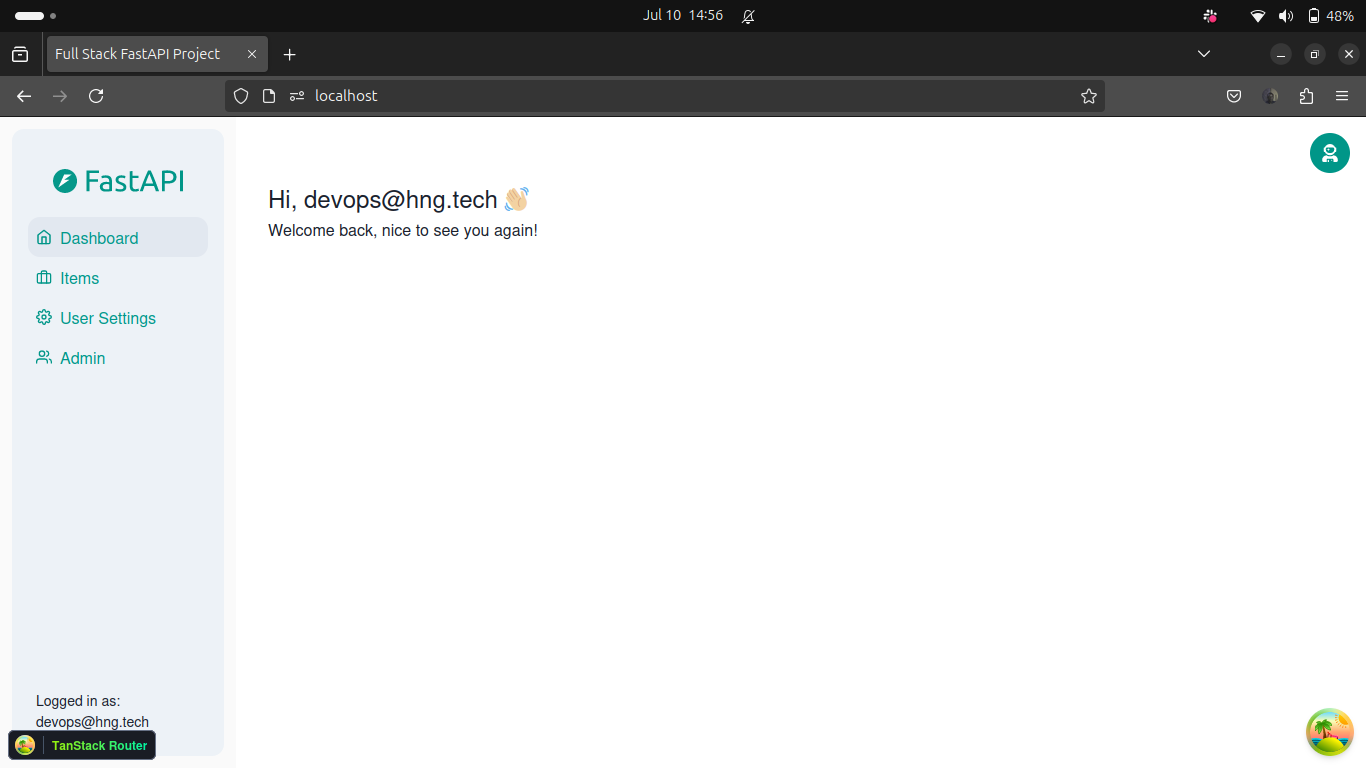 Jul 10 14:56
48%
Full Stack FastAPI Project
localhost
FastAPI
Dashboard
Items
User Settings
Admin
Hi, devops@hng.tech 👋🏼
Welcome back, nice to see you again!
Logged in as:
devops@hng.tech
TanStack Router